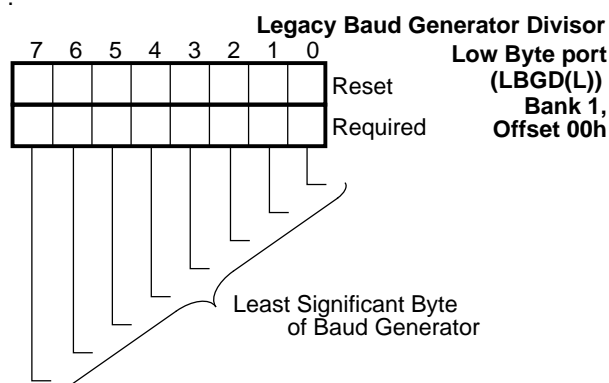 .
Legacy Baud Generator Divisor
Low Byte port
(LBGD(L))
Bank 1,
Offset 00h
7 6 5 4 3 2 1 0
Reset
Required
Least Significant Byte
of Baud Generator